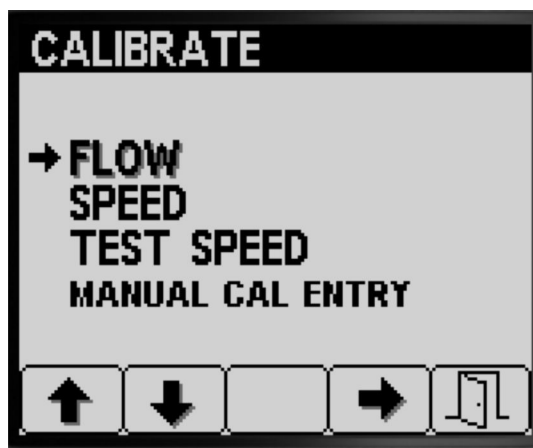 CALIBRATE
FLOW
SPEED
TEST SPEED
MANUAL CAL ENTRY